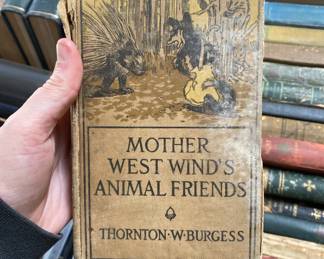 MOTHER
WEST WIND'S
ANIMAL FRIENDS
THORNTON·W·BURGESS